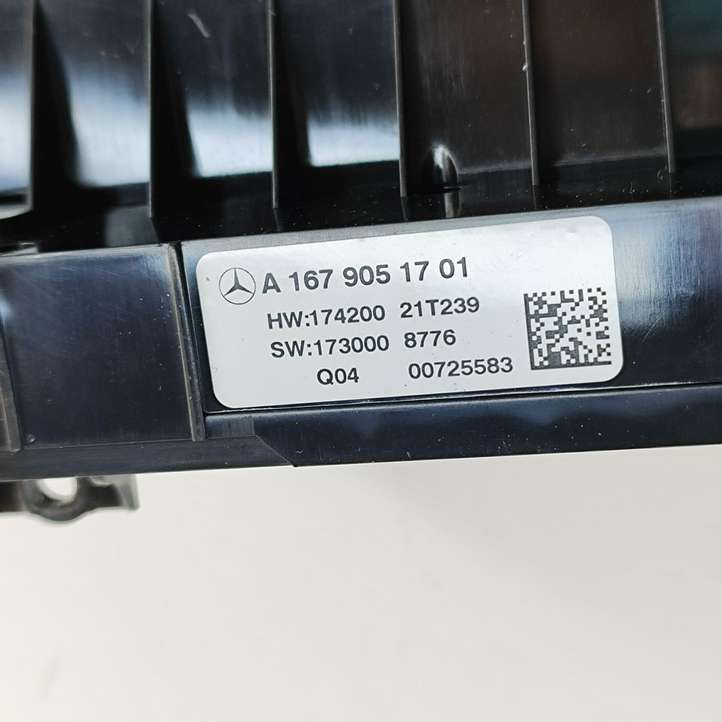 A 167 905 17 01
HW:174200 21T239
SW:173000 8776
Q04 00725583